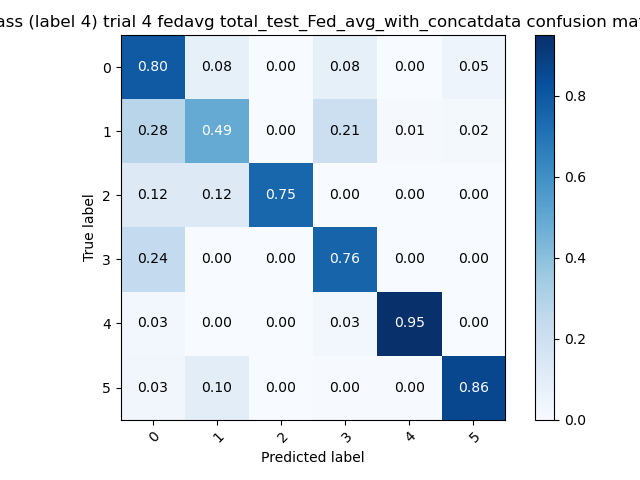 ass (label 4) trial 4 fedavg total_test_Fed_avg_with_concatdata confusion mat
True label
0 0.80 0.08 0.00 0.08 0.00 0.05
1 0.28 0.49 0.00 0.21 0.01 0.02
2 0.12 0.12 0.75 0.00 0.00 0.00
3 0.24 0.00 0.00 0.76 0.00 0.00
4 0.03 0.00 0.00 0.03 0.95 0.00
5 0.03 0.10 0.00 0.00 0.00 0.86
0 1 2 3 4 5
Predicted label
0.8
0.6
0.4
0.2
0.0